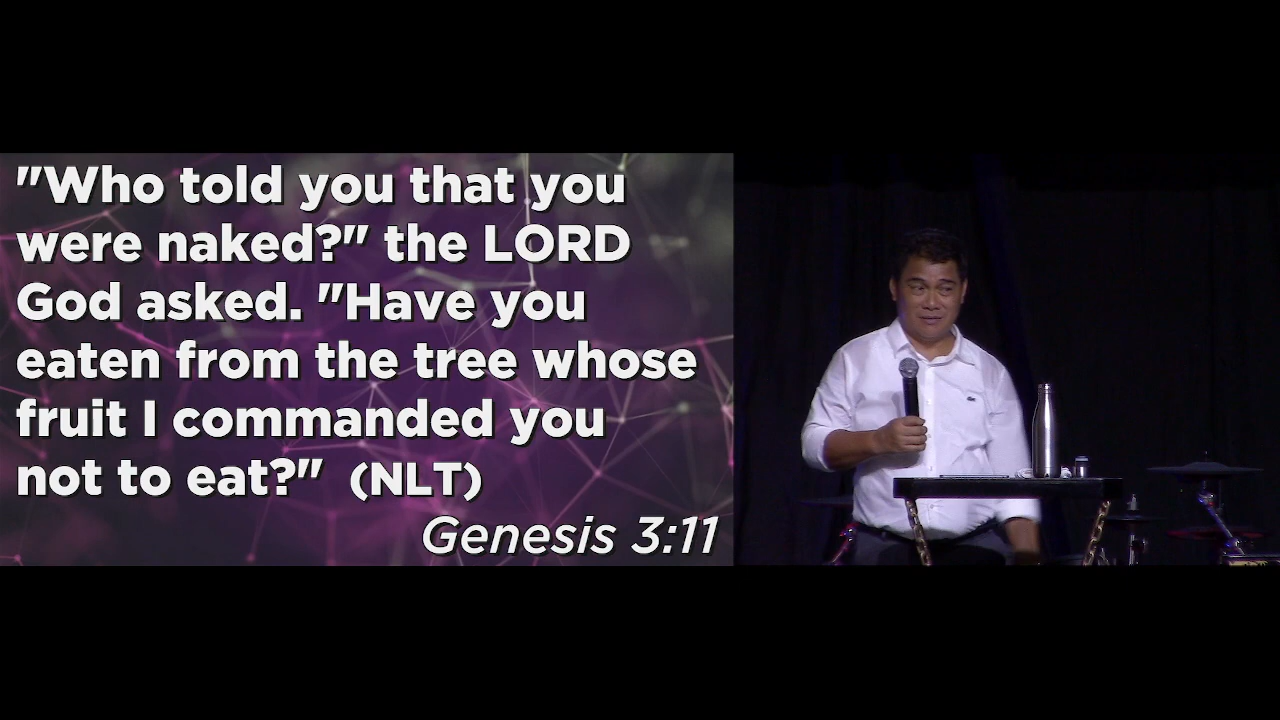 "Who told you that you
were naked?" the LORD
God asked. "Have you
eaten from the tree whose
fruit I commanded you
not to eat?" (NLT)
Genesis 3:11